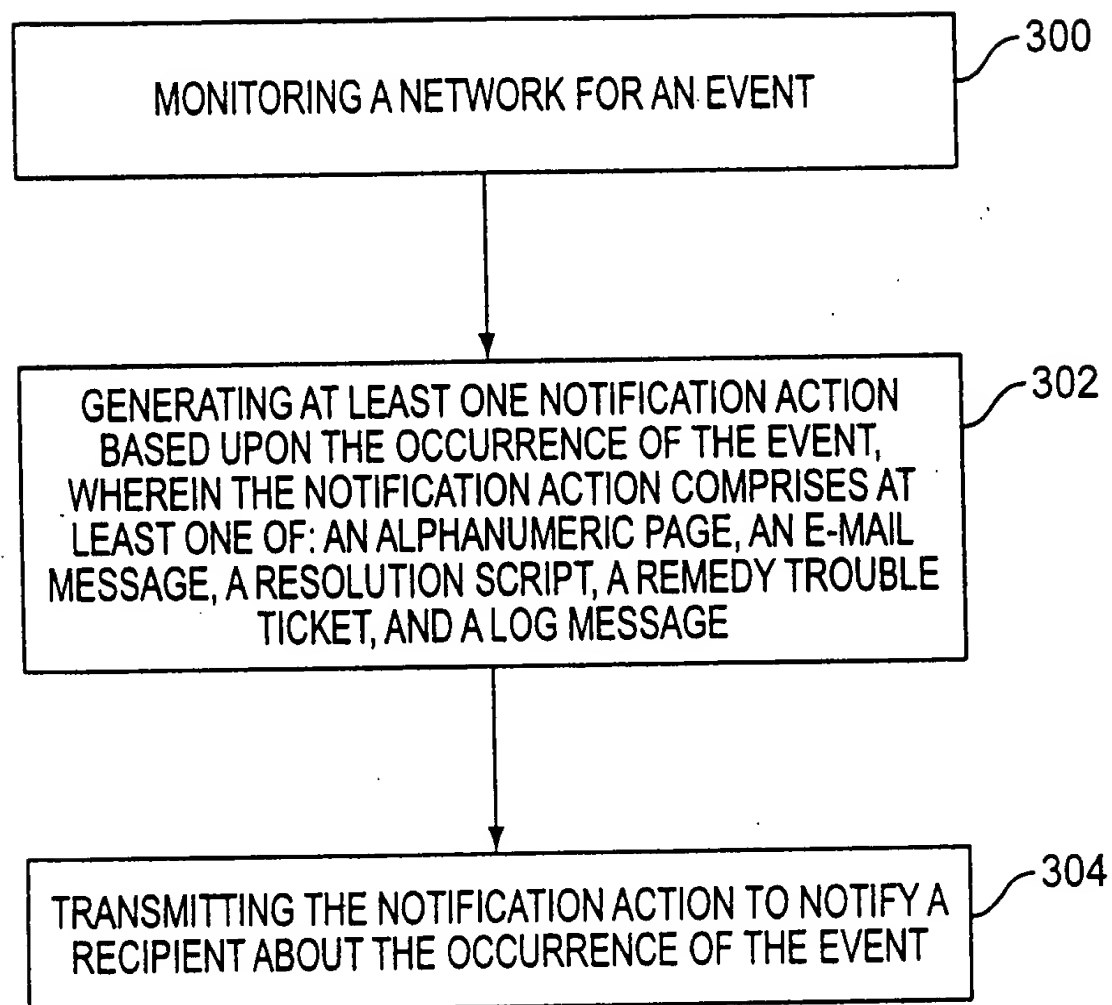 300
MONITORING A NETWORK FOR AN EVENT
302
GENERATING AT LEAST ONE NOTIFICATION ACTION
BASED UPON THE OCCURRENCE OF THE EVENT,
WHEREIN THE NOTIFICATION ACTION COMPRISES AT
LEAST ONE OF: AN ALPHANUMERIC PAGE, AN E-MAIL
MESSAGE, A RESOLUTION SCRIPT, A REMEDY TROUBLE
TICKET, AND A LOG MESSAGE
304
TRANSMITTING THE NOTIFICATION ACTION TO NOTIFY A
RECIPIENT ABOUT THE OCCURRENCE OF THE EVENT